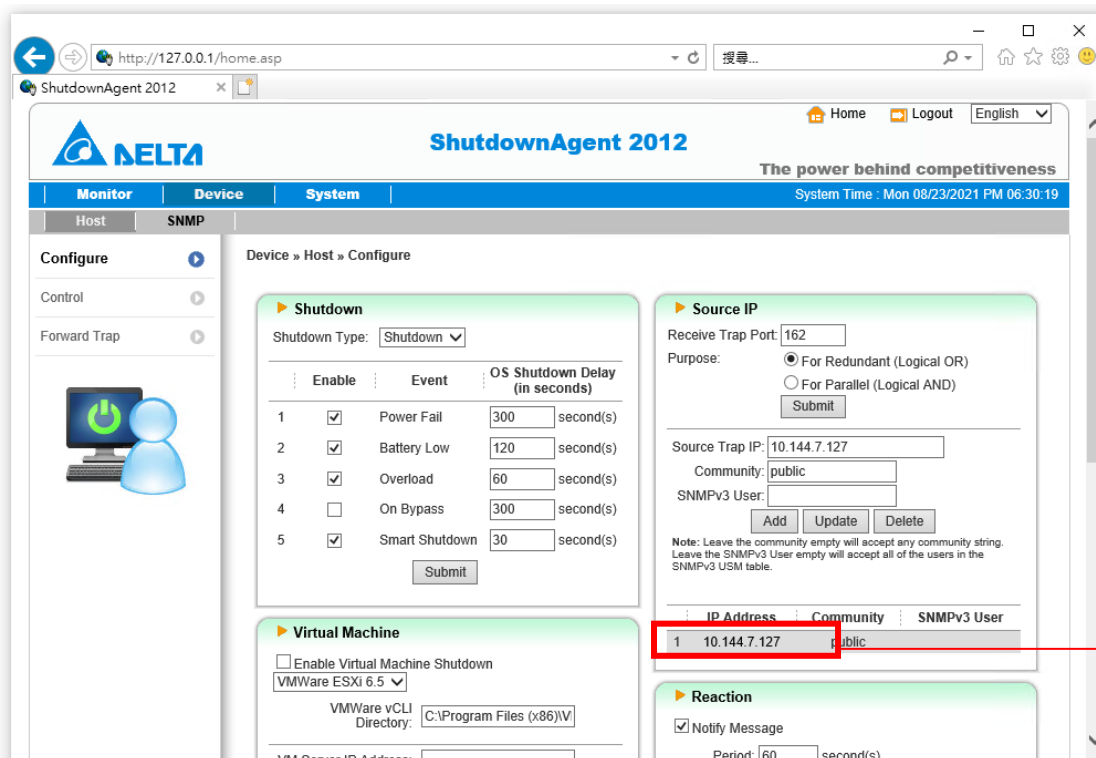 http://127.0.0.1/home.asp
搜尋...
ShutdownAgent 2012
Home
Logout
English
DELTA
ShutdownAgent 2012
The power behind competitiveness
Monitor
Device
System
System Time : Mon 08/23/2021 PM 06:30:19
Host
SNMP
Configure
Control
Forward Trap
Device » Host » Configure
Shutdown
Shutdown Type: Shutdown
Enable Event OS Shutdown Delay
(in seconds)
1 Power Fail 300 second(s)
2 Battery Low 120 second(s)
3 Overload 60 second(s)
4 On Bypass 300 second(s)
5 Smart Shutdown 30 second(s)
Submit
Virtual Machine
Enable Virtual Machine Shutdown
VMWare ESXi 6.5
VMWare vCLI
Directory: C:\Program Files (x86)\V
VM Server IP Address:
Source IP
Receive Trap Port: 162
Purpose: For Redundant (Logical OR)
For Parallel (Logical AND)
Submit
Source Trap IP: 10.144.7.127
Community: public
SNMPv3 User:
Add Update Delete
Note: Leave the community empty will accept any community string.
Leave the SNMPv3 User empty will accept all of the users in the
SNMPv3 USM table.
IP Address Community SNMPv3 User
1 10.144.7.127 public
Reaction
Notify Message
Period: 60 second(s)